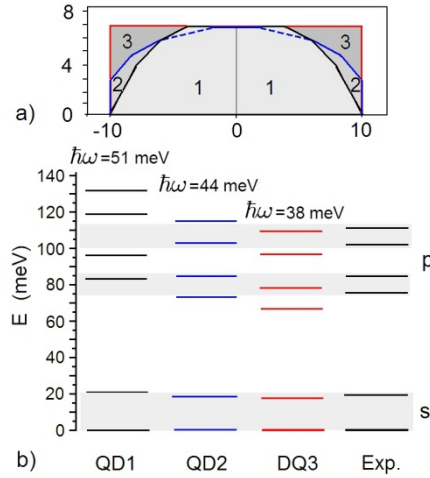 8
4
0
3
2
1
1
3
2
a)
-10
0
10
ℏω=51 meV
ℏω=44 meV
ℏω=38 meV
140
120
100
80
60
40
20
0
E (meV)
p
s
b)
QD1
QD2
DQ3
Exp.